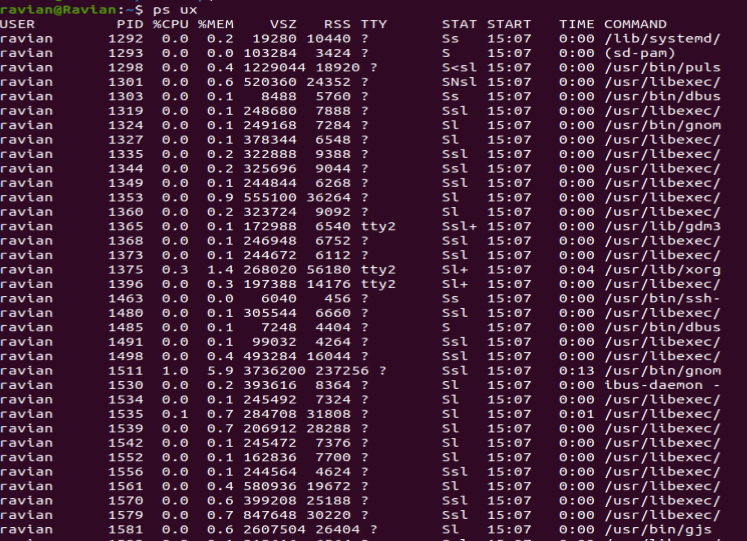 ravian@Ravian:~$ ps ux
USER PID %CPU %MEM VSZ RSS TTY STAT START TIME COMMAND
ravian 1292 0.0 0.2 19280 10440 ? Ss 15:07 0:00 /lib/systemd/
ravian 1293 0.0 0.0 103284 3424 ? S 15:07 0:00 (sd-pam)
ravian 1298 0.0 0.4 1229044 18920 ? S<sl 15:07 0:00 /usr/bin/puls
ravian 1301 0.0 0.6 520360 24352 ? SNsl 15:07 0:00 /usr/libexec/
ravian 1303 0.0 0.1 8488 5760 ? Ss 15:07 0:00 /usr/bin/dbus
ravian 1319 0.0 0.1 248680 7888 ? Ssl 15:07 0:00 /usr/libexec/
ravian 1324 0.0 0.1 249168 7284 ? Sl 15:07 0:00 /usr/bin/gnom
ravian 1327 0.0 0.1 378344 6548 ? Sl 15:07 0:00 /usr/libexec/
ravian 1335 0.0 0.2 322888 9388 ? Ssl 15:07 0:00 /usr/libexec/
ravian 1344 0.0 0.2 325696 9044 ? Ssl 15:07 0:00 /usr/libexec/
ravian 1349 0.0 0.1 244844 6268 ? Ssl 15:07 0:00 /usr/libexec/
ravian 1353 0.0 0.9 555100 36264 ? Sl 15:07 0:00 /usr/libexec/
ravian 1360 0.0 0.2 323724 9092 ? Ssl 15:07 0:00 /usr/libexec/
ravian 1365 0.0 0.1 172988 6540 tty2 Ssl+ 15:07 0:00 /usr/lib/gdm3
ravian 1368 0.0 0.1 246948 6752 ? Ssl 15:07 0:00 /usr/libexec/
ravian 1373 0.0 0.1 244672 6112 ? Ssl 15:07 0:00 /usr/libexec/
ravian 1375 0.3 1.4 268020 56180 tty2 Sl+ 15:07 0:04 /usr/lib/xorg
ravian 1396 0.0 0.3 197388 14176 tty2 Sl+ 15:07 0:00 /usr/libexec/
ravian 1463 0.0 0.0 6040 456 ? Ss 15:07 0:00 /usr/bin/ssh-
ravian 1480 0.0 0.1 305544 6660 ? Ssl 15:07 0:00 /usr/libexec/
ravian 1485 0.0 0.1 7248 4404 ? S 15:07 0:00 /usr/bin/dbus
ravian 1491 0.0 0.1 99032 4264 ? Ssl 15:07 0:00 /usr/libexec/
ravian 1498 0.0 0.4 493284 16044 ? Ssl 15:07 0:00 /usr/libexec/
ravian 1511 1.0 5.9 3736200 237256 ? Ssl 15:07 0:13 /usr/bin/gnom
ravian 1530 0.0 0.2 393616 8364 ? Sl 15:07 0:00 ibus-daemon -
ravian 1534 0.0 0.1 245492 7324 ? Sl 15:07 0:00 /usr/libexec/
ravian 1535 0.1 0.7 284708 31808 ? Sl 15:07 0:01 /usr/libexec/
ravian 1539 0.0 0.7 206912 28288 ? Sl 15:07 0:00 /usr/libexec/
ravian 1542 0.0 0.1 245472 7376 ? Sl 15:07 0:00 /usr/libexec/
ravian 1552 0.0 0.1 162836 7700 ? Sl 15:07 0:00 /usr/libexec/
ravian 1556 0.0 0.1 244564 4624 ? Ssl 15:07 0:00 /usr/libexec/
ravian 1561 0.0 0.4 580936 19672 ? Sl 15:07 0:00 /usr/libexec/
ravian 1570 0.0 0.6 399208 25188 ? Ssl 15:07 0:00 /usr/libexec/
ravian 1579 0.0 0.7 847648 30220 ? Ssl 15:07 0:00 /usr/libexec/
ravian 1581 0.0 0.6 2607504 26404 ? Sl 15:07 0:00 /usr/bin/gjs